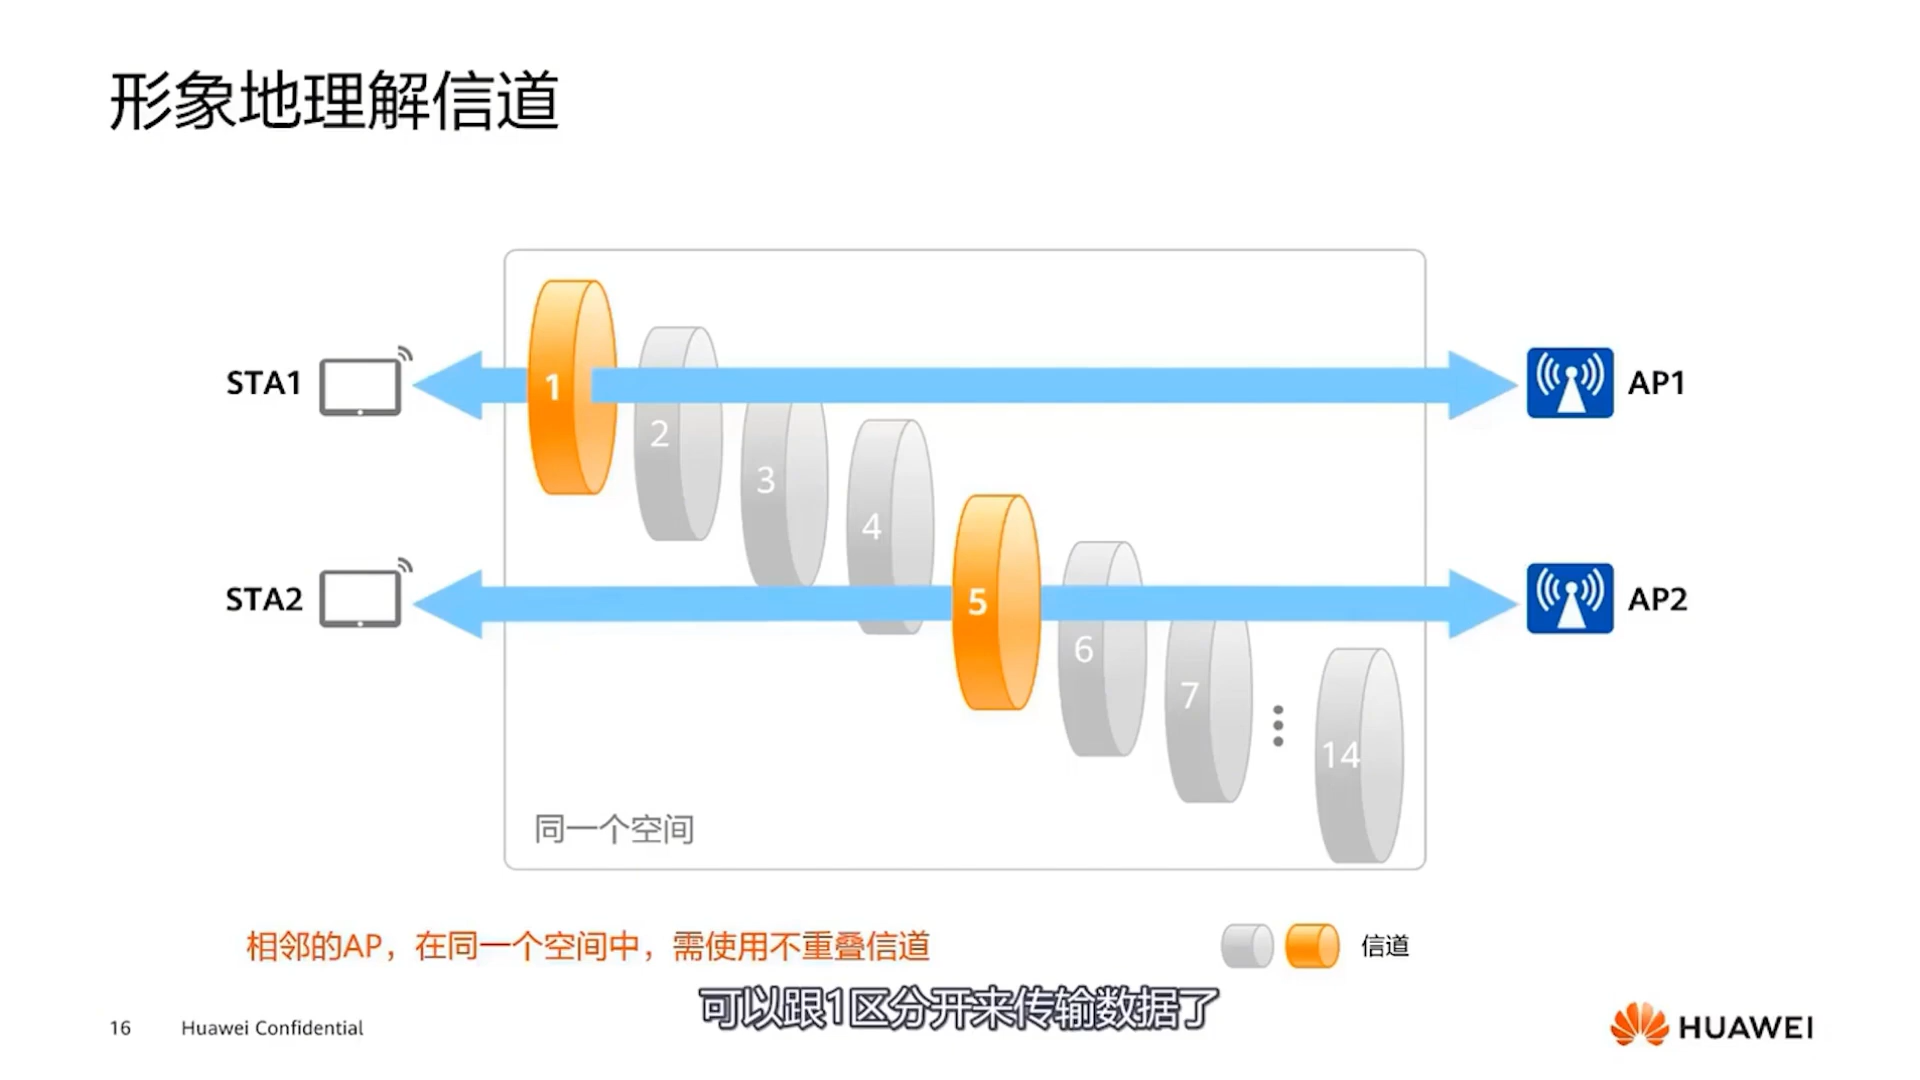 形象地理解信道
STA1
1
2
3
4
AP1
STA2
5
6
7
14
AP2
同一个空间
相邻的AP，在同一个空间中，需使用不重叠信道
信道
可以跟1区分开来传输数据了
16
Huawei Confidential
HUAWEI